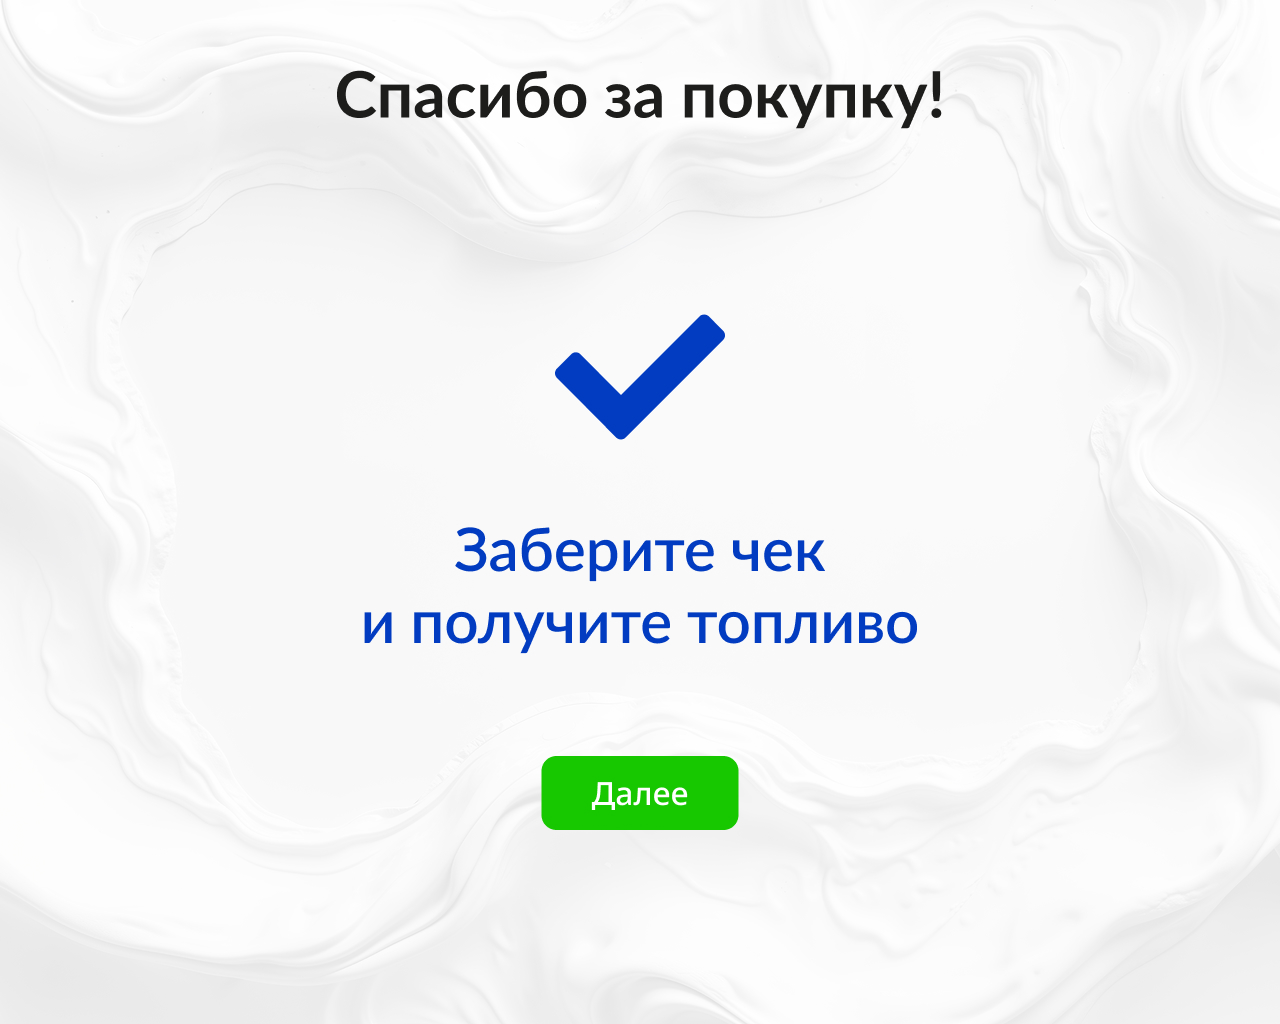 Спасибо за покупку!
Заберите чек
и получите топливо
Далее